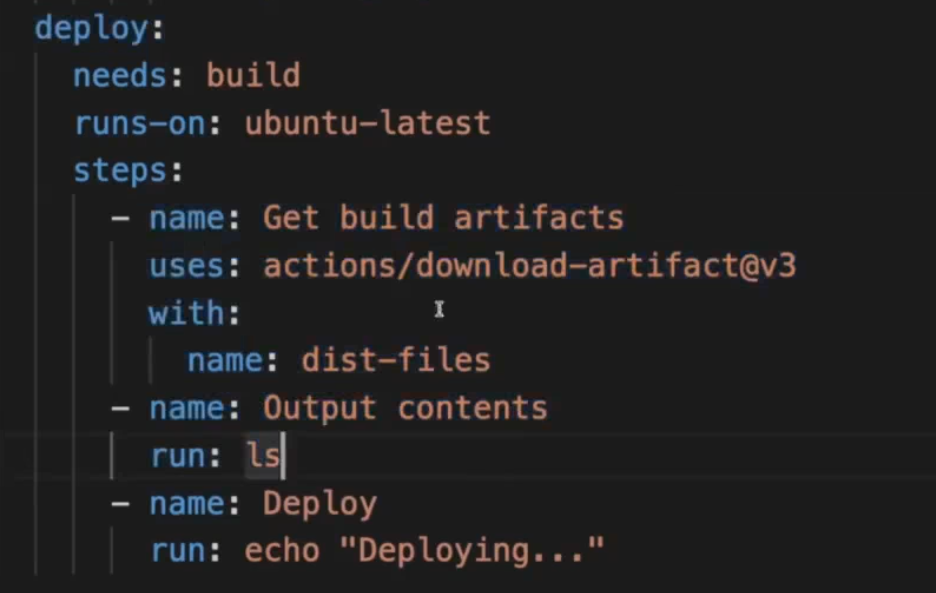 deploy:
  needs: build
  runs-on: ubuntu-latest
  steps:
    - name: Get build artifacts
      uses: actions/download-artifact@v3
      with:
        name: dist-files
    - name: Output contents
      run: ls
    - name: Deploy
      run: echo "Deploying..."